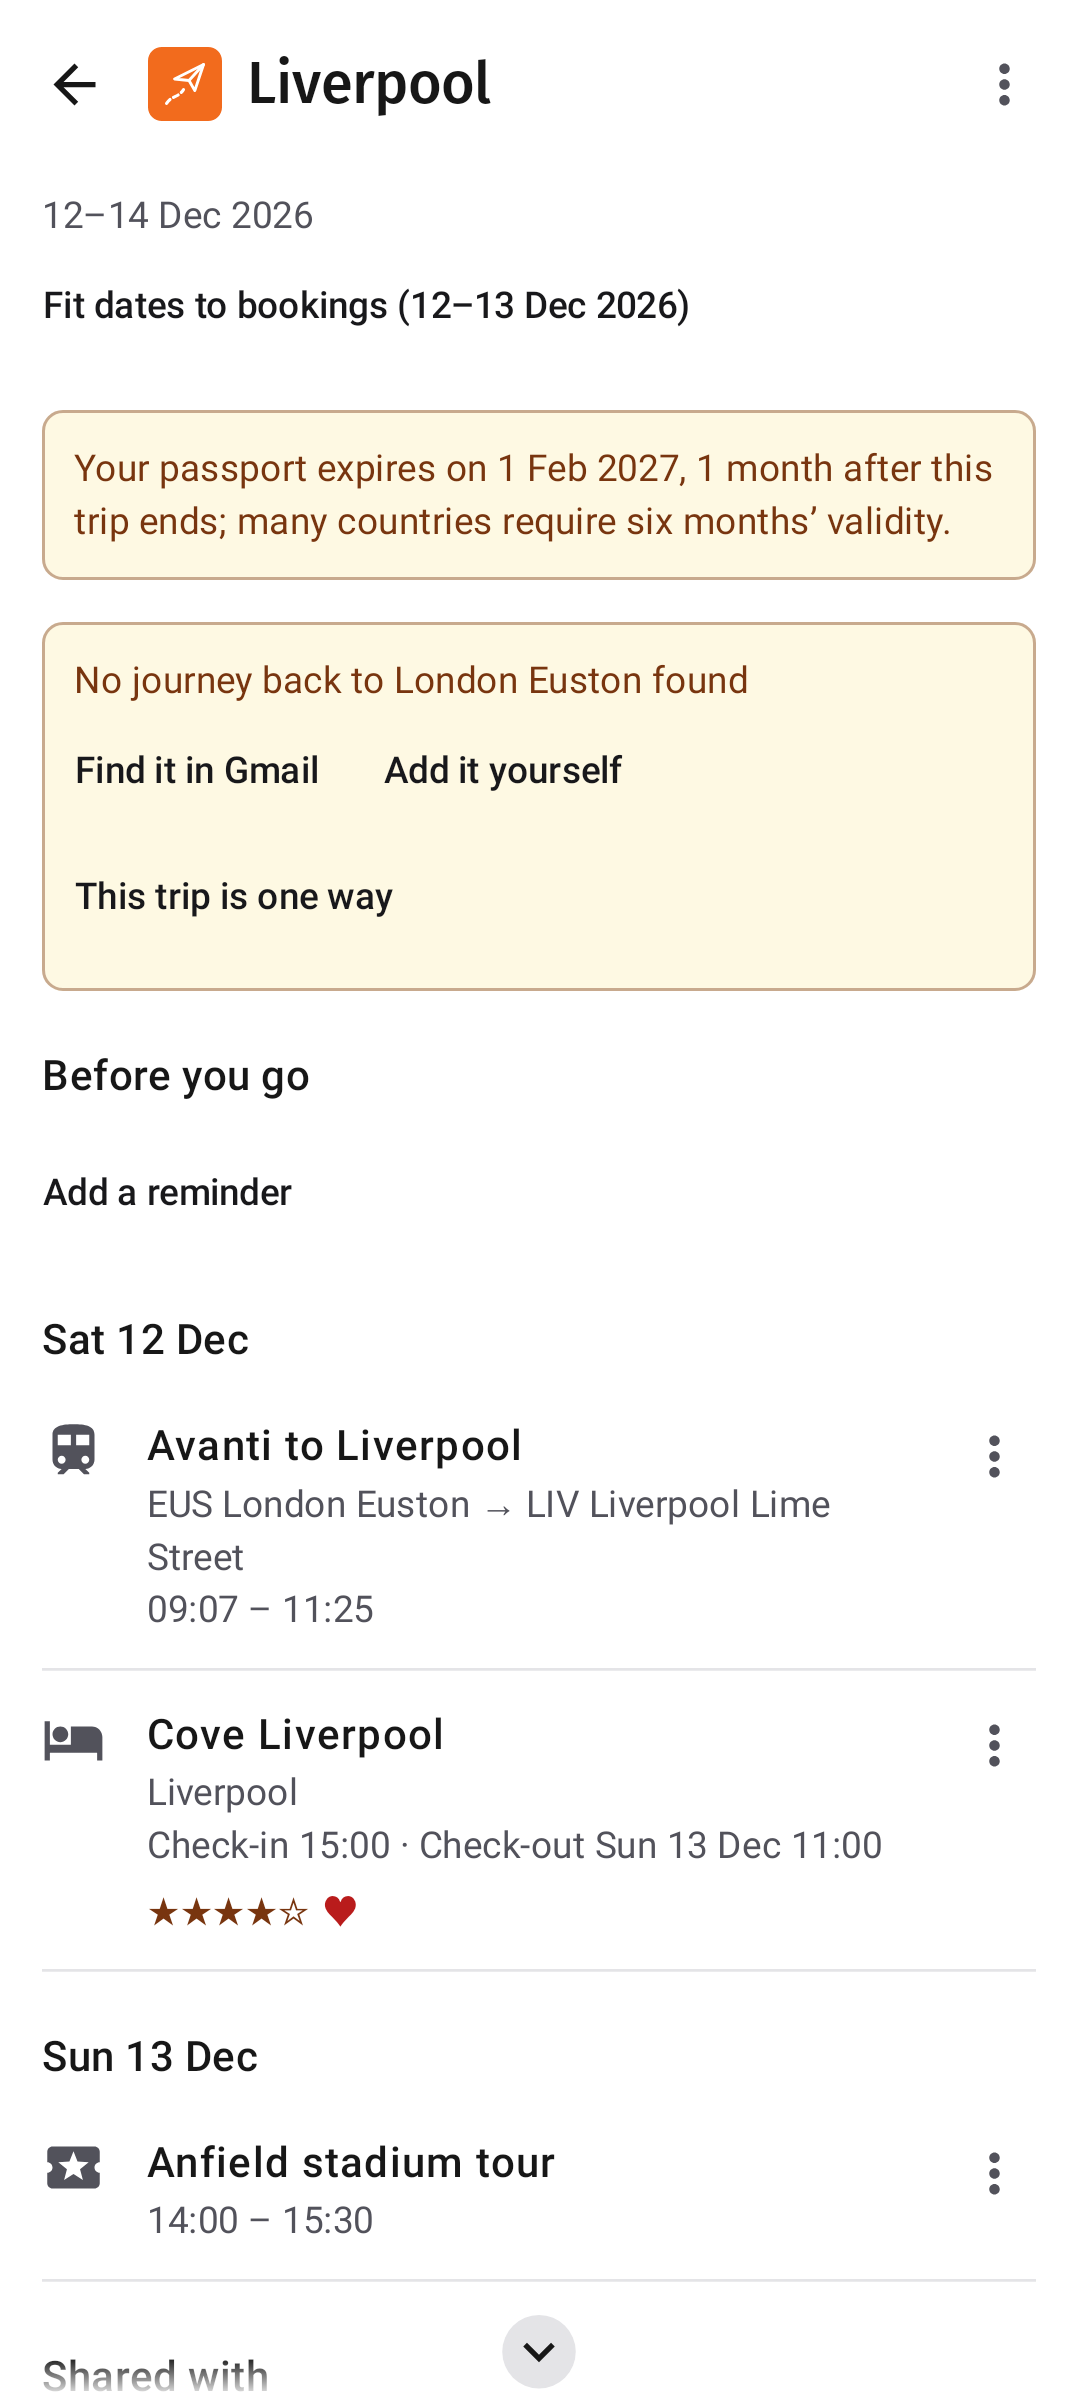 Liverpool
12–14 Dec 2026
Fit dates to bookings (12–13 Dec 2026)
Your passport expires on 1 Feb 2027, 1 month after this
trip ends; many countries require six months’ validity.
No journey back to London Euston found
Find it in Gmail Add it yourself
This trip is one way
Before you go
Add a reminder
Sat 12 Dec
Avanti to Liverpool
EUS London Euston → LIV Liverpool Lime
Street
09:07 – 11:25
Cove Liverpool
Liverpool
Check-in 15:00 · Check-out Sun 13 Dec 11:00
★★★★☆ ♥
Sun 13 Dec
Anfield stadium tour
14:00 – 15:30
Shared with